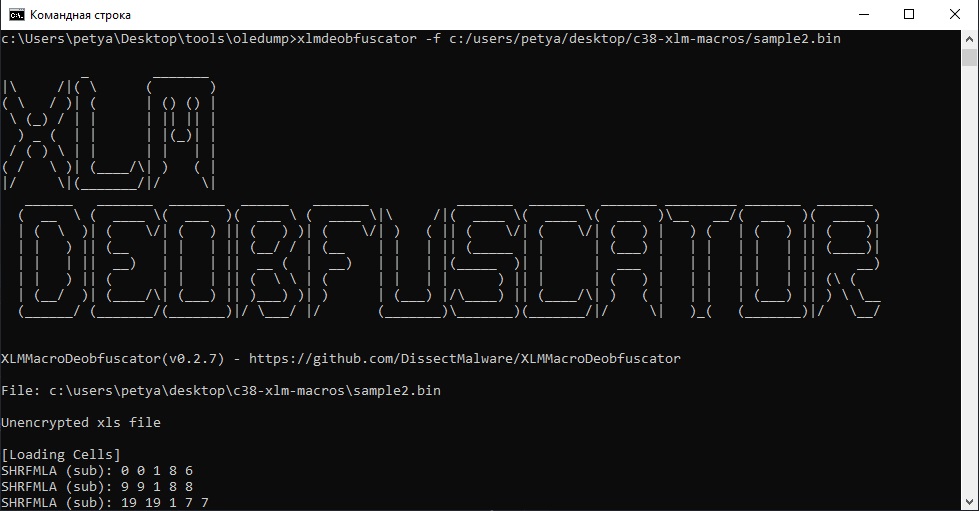 Командная строка
c:\Users\petya\Desktop\tools\oledump>xlmdeobfuscator -f c:/users/petya/desktop/c38-xlm-macros/sample2.bin
XLM
DEOBFUSCATOR
XLMMacroDeobfuscator(v0.2.7) - https://github.com/DissectMalware/XLMMacroDeobfuscator
File: c:\users\petya\desktop\c38-xlm-macros\sample2.bin
Unencrypted xls file
[Loading Cells]
SHRFMLA (sub): 0 0 1 8 6
SHRFMLA (sub): 9 9 1 8 8
SHRFMLA (sub): 19 19 1 7 7